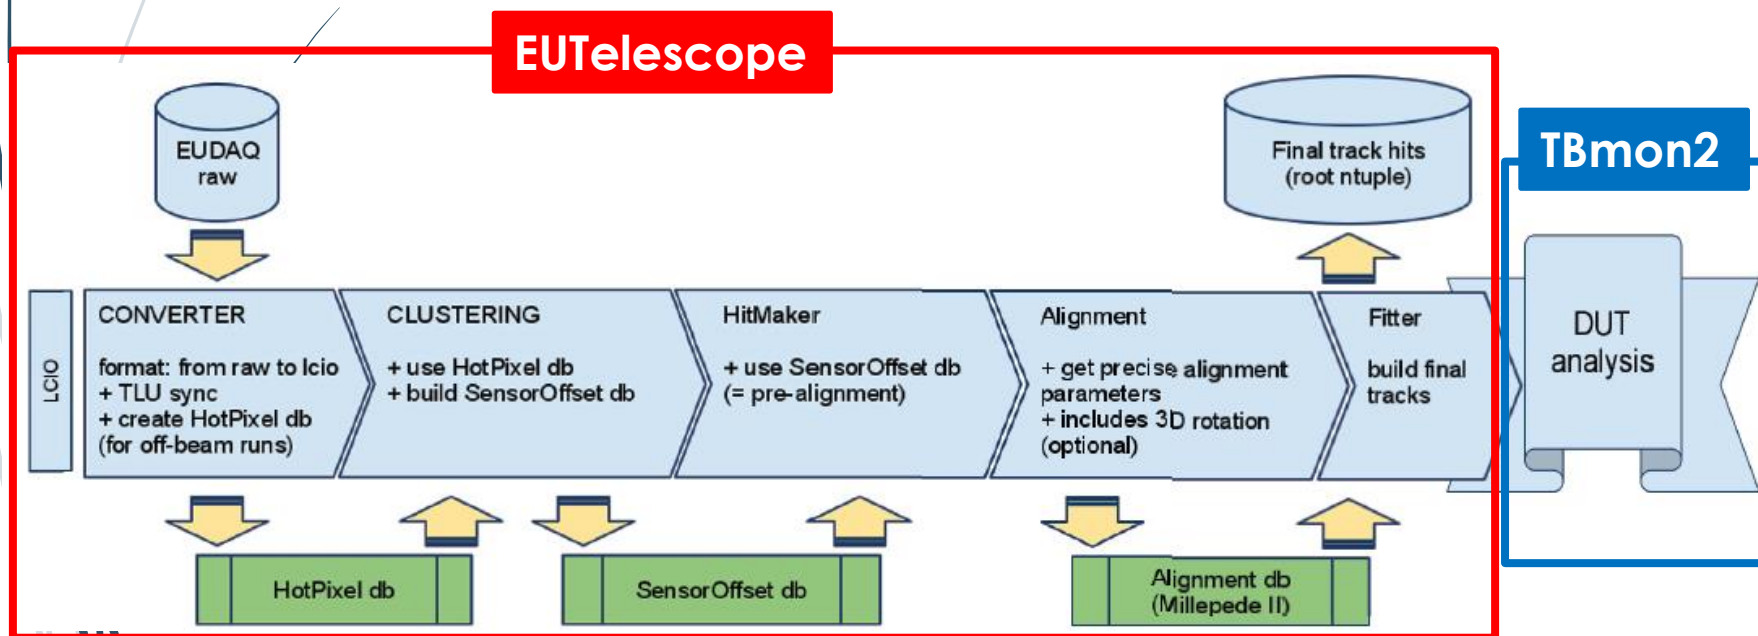 EUTelescope
TBmon2
EUDAQ
raw
Final track hits
(root ntuple)
LCIO
CONVERTER
format: from raw to lcio
+ TLU sync
+ create HotPixel db
(for off-beam runs)
CLUSTERING
+ use HotPixel db
+ build SensorOffset db
HitMaker
+ use SensorOffset db
(= pre-alignment)
Alignment
+ get precise alignment
parameters
+ includes 3D rotation
(optional)
Fitter
build final
tracks
DUT
analysis
HotPixel db
SensorOffset db
Alignment db
(Millepede II)